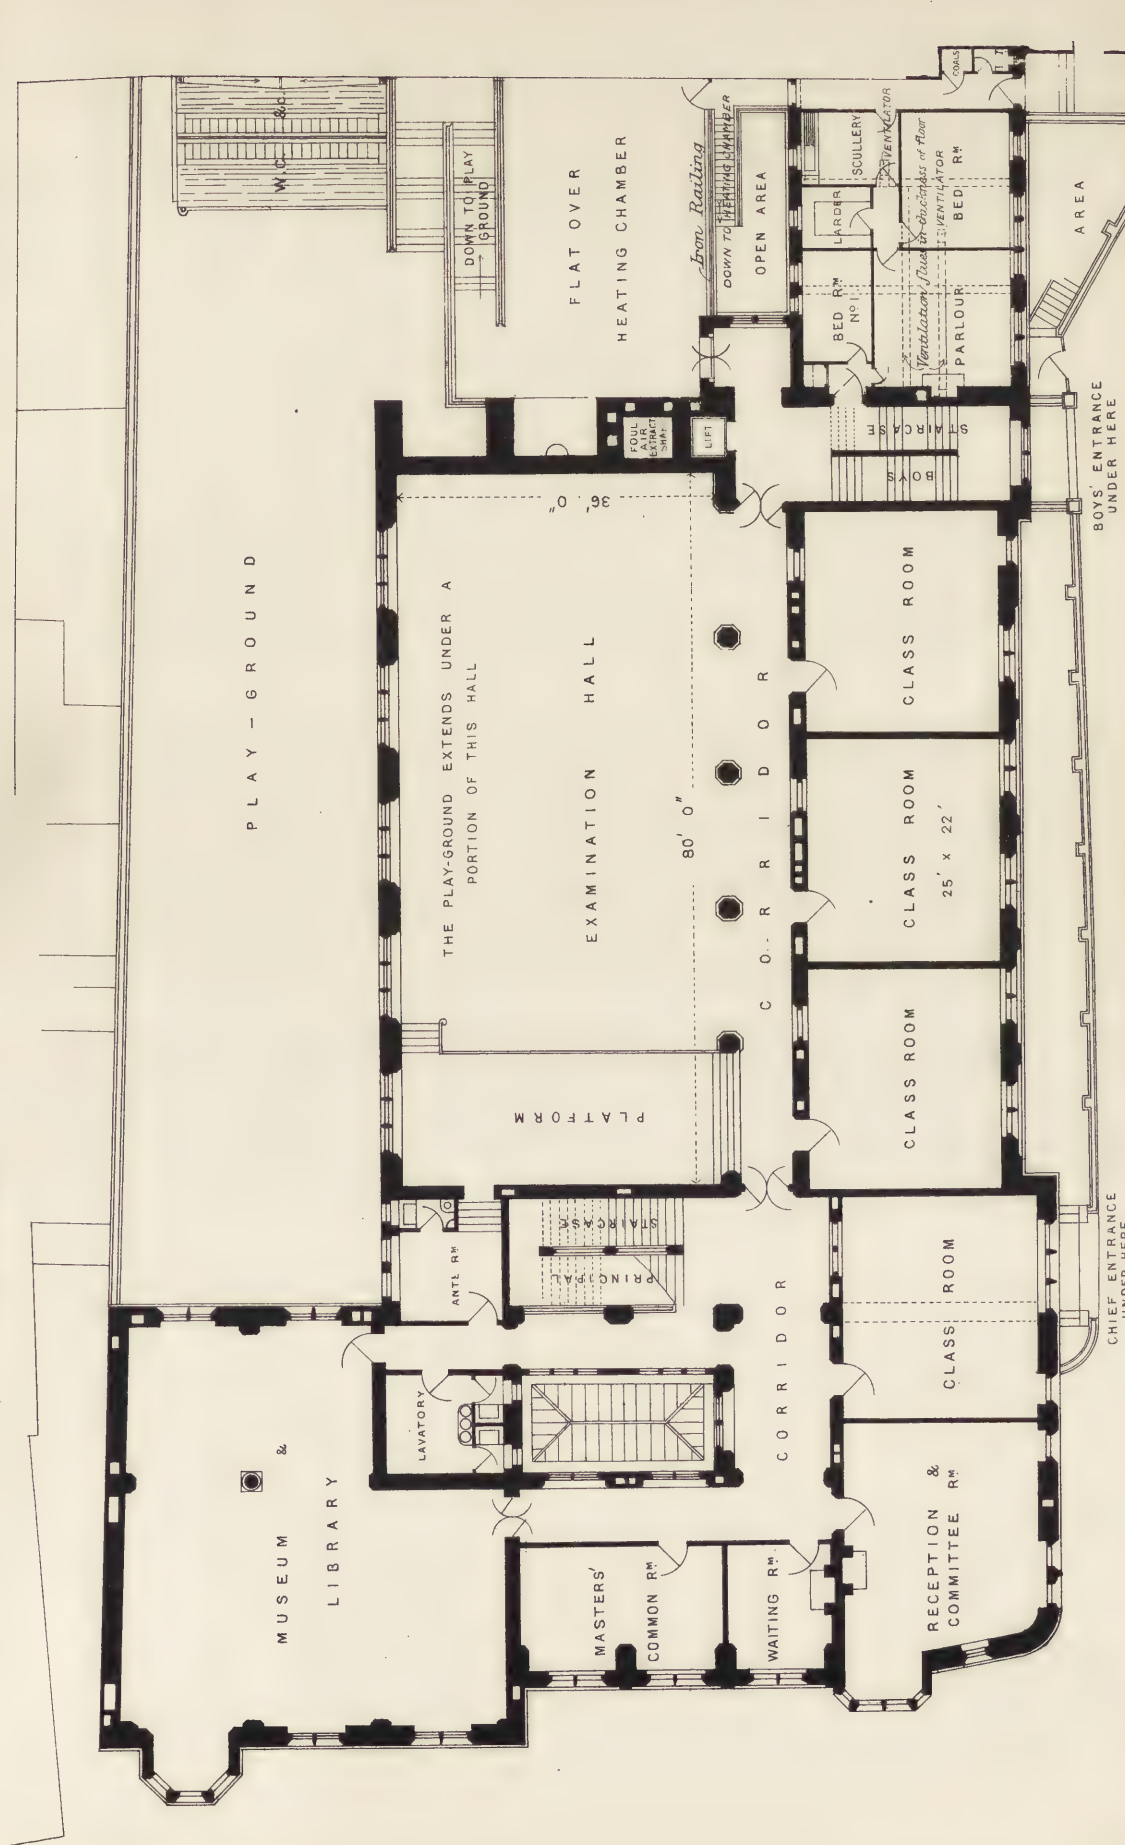 W.C. &c.
DOWN TO PLAY
GROUND
FLAT OVER
HEATING CHAMBER
Iron Railing
DOWN TO HEATING CHAMBER
OPEN AREA
COALS
SCULLERY
VENTILATOR
LARDER
BED RM
Ventilation flues in thickness of floor
VENTILATOR
BED RM
No 1
PARLOUR
AREA
PLAY-GROUND
FOUL
AIR
EXTRACT
SHAFT
LIFT
BOYS
STAIRCASE
BOYS' ENTRANCE
UNDER HERE
36' 0"
THE PLAY-GROUND EXTENDS UNDER A
PORTION OF THIS HALL
EXAMINATION HALL
80' 0"
CORRIDOR
CLASS ROOM
CLASS ROOM
25' x 22'
CLASS ROOM
PLATFORM
ANTE RM
PRINCIPAL
STAIRCASE
CORRIDOR
CLASS ROOM
CHIEF ENTRANCE
UNDER HERE
LAVATORY
MUSEUM &
LIBRARY
MASTERS'
COMMON RM
WAITING RM
RECEPTION &
COMMITTEE RM